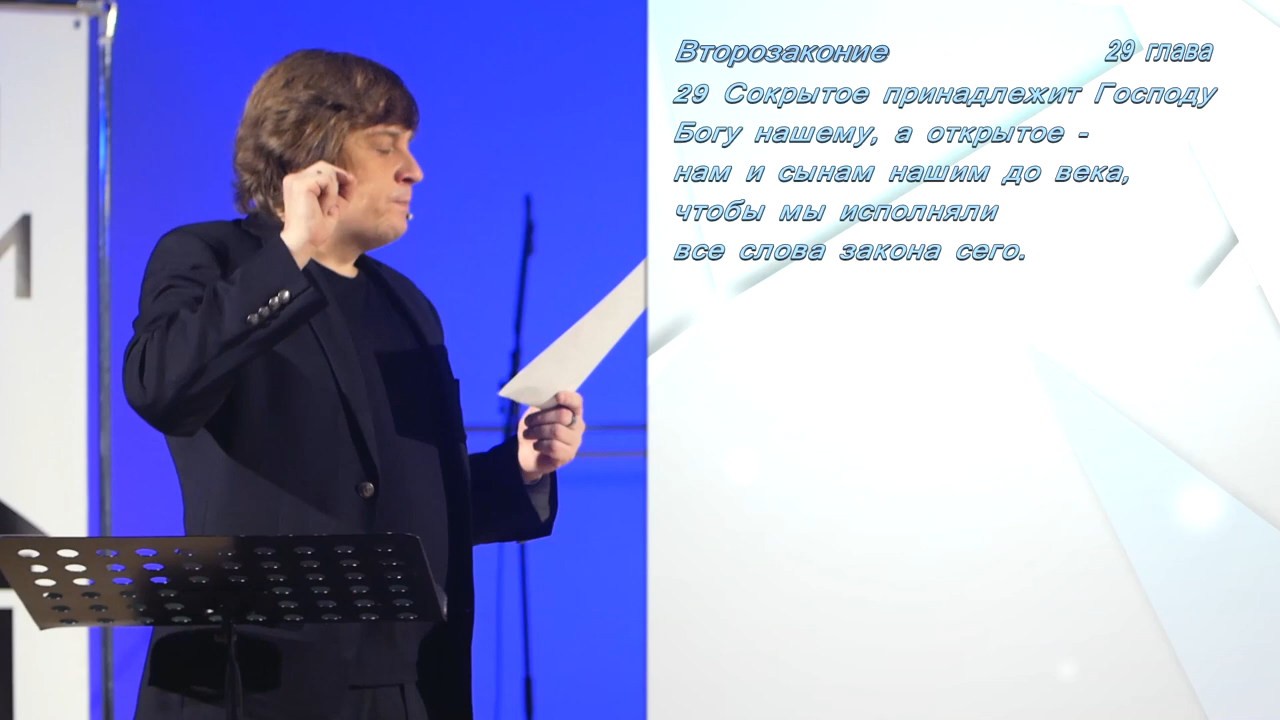 Второзаконие 29 глава
29 Сокрытое принадлежит Господу
Богу нашему, а открытое -
нам и сынам нашим до века,
чтобы мы исполняли
все слова закона сего.